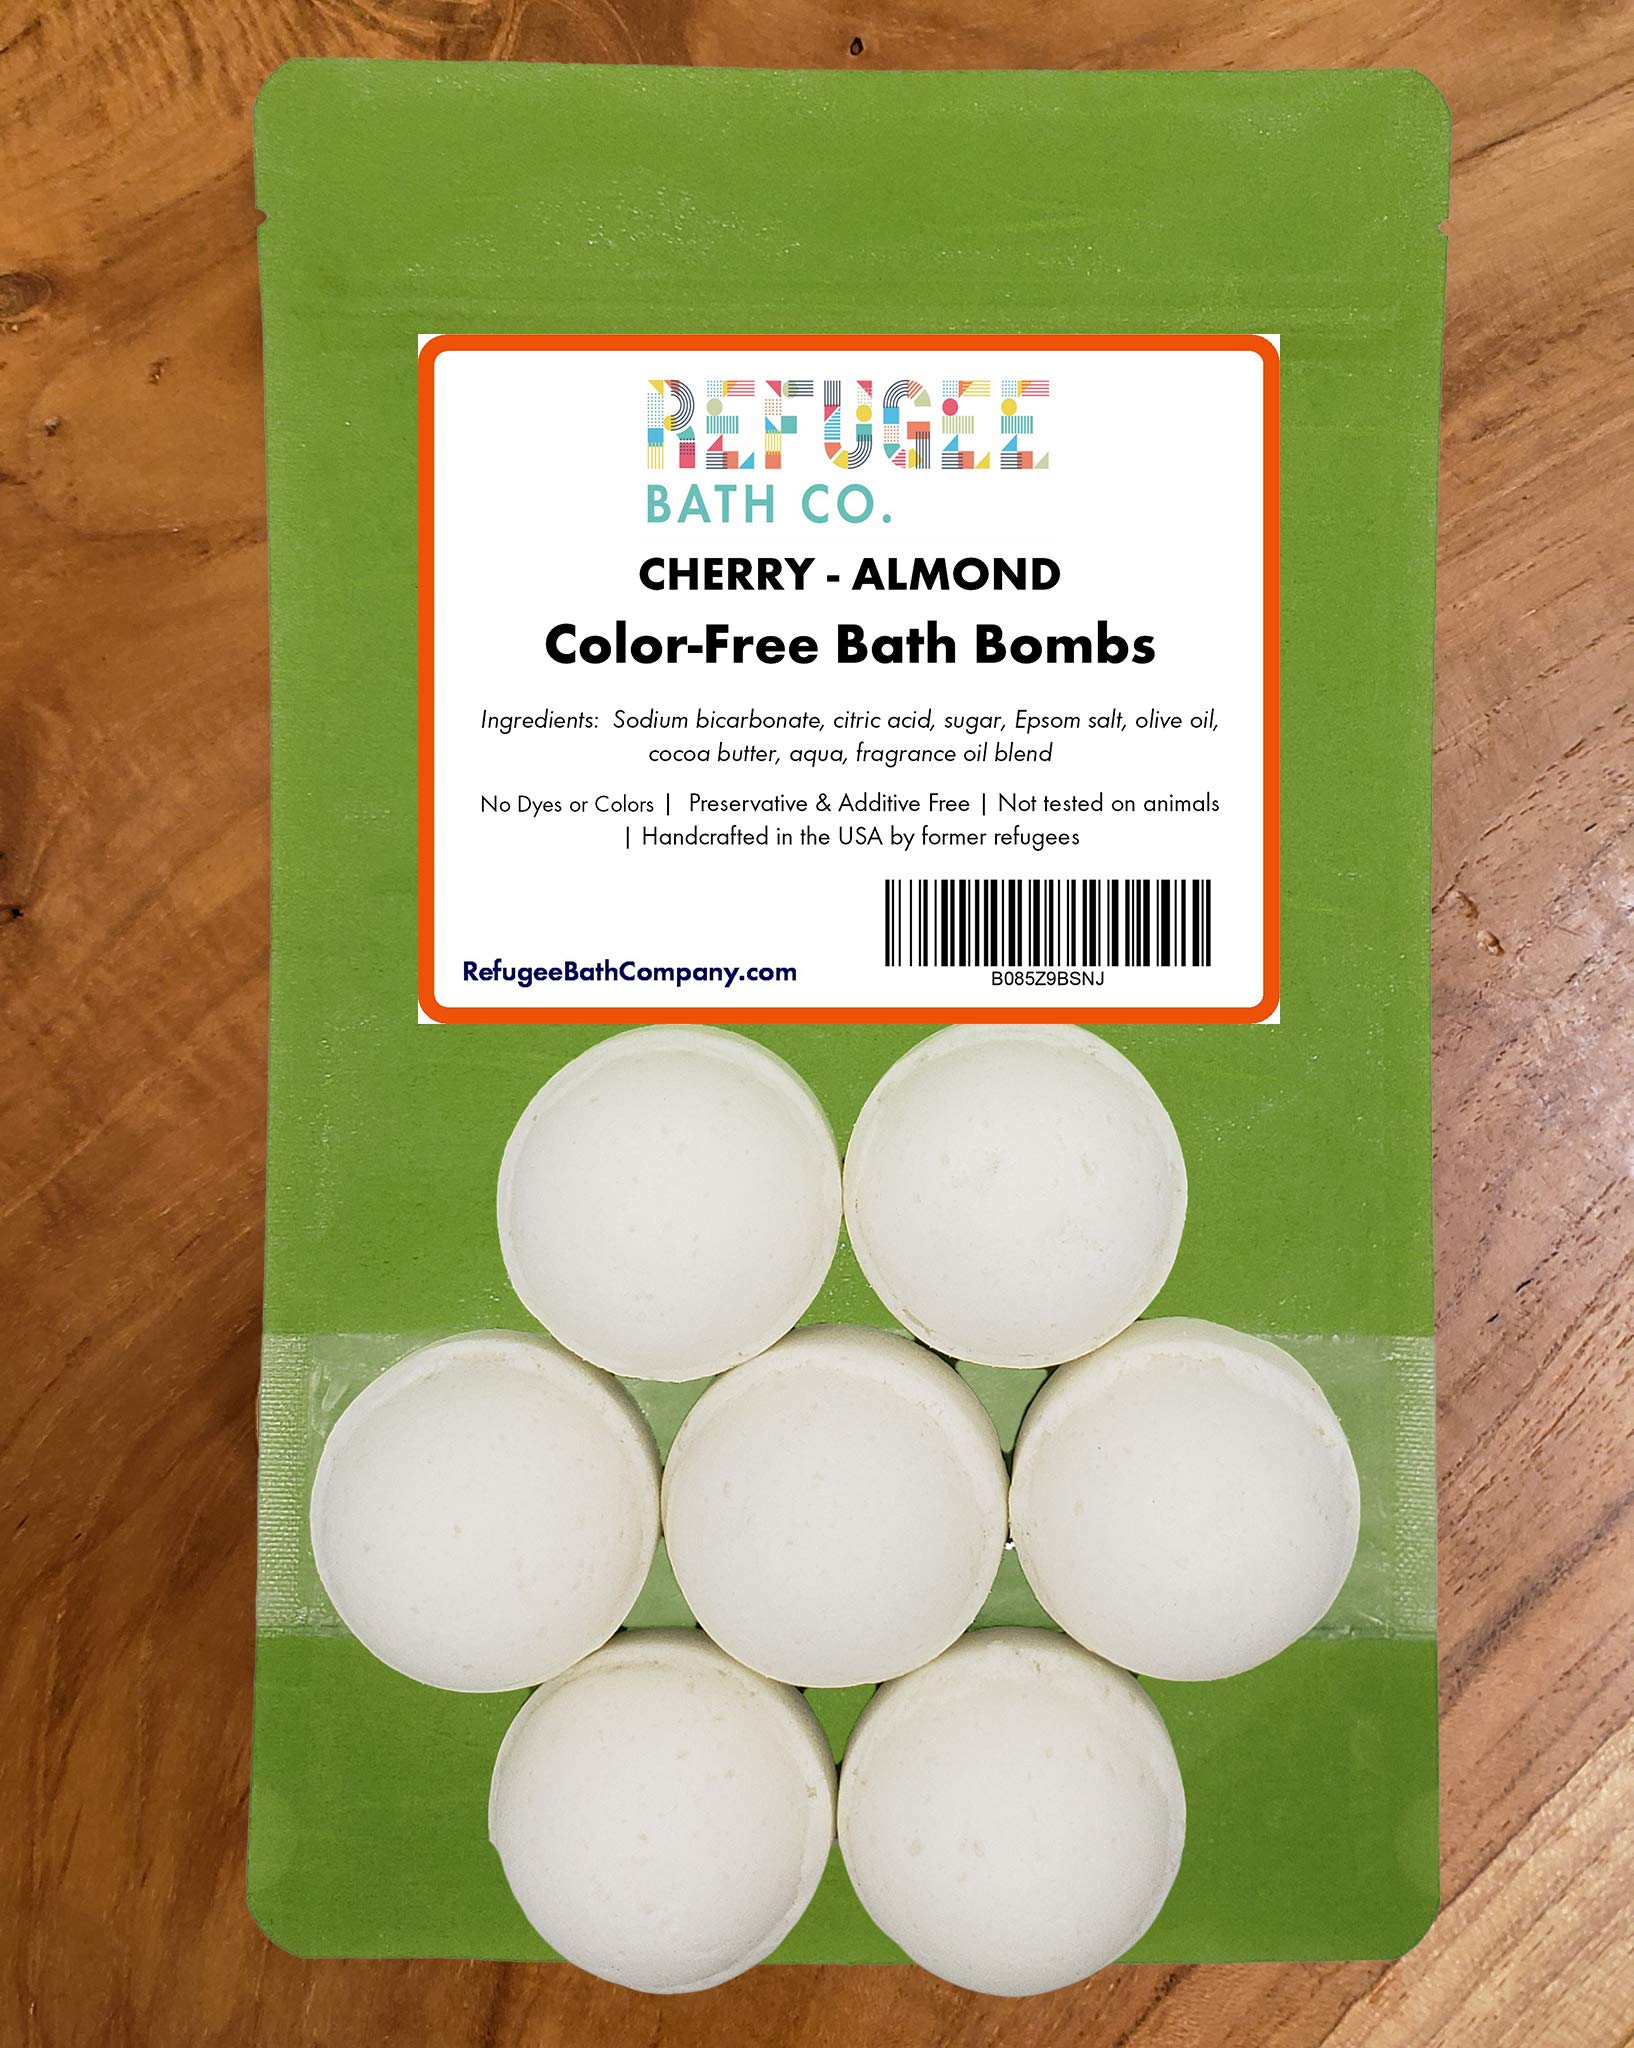 REFUGEE
BATH CO.
CHERRY - ALMOND
Color-Free Bath Bombs
Ingredients: Sodium bicarbonate, citric acid, sugar, Epsom salt, olive oil,
cocoa butter, aqua, fragrance oil blend
No Dyes or Colors | Preservative & Additive Free | Not tested on animals
| Handcrafted in the USA by former refugees
RefugeeBathCompany.com
B085Z9BSNJ